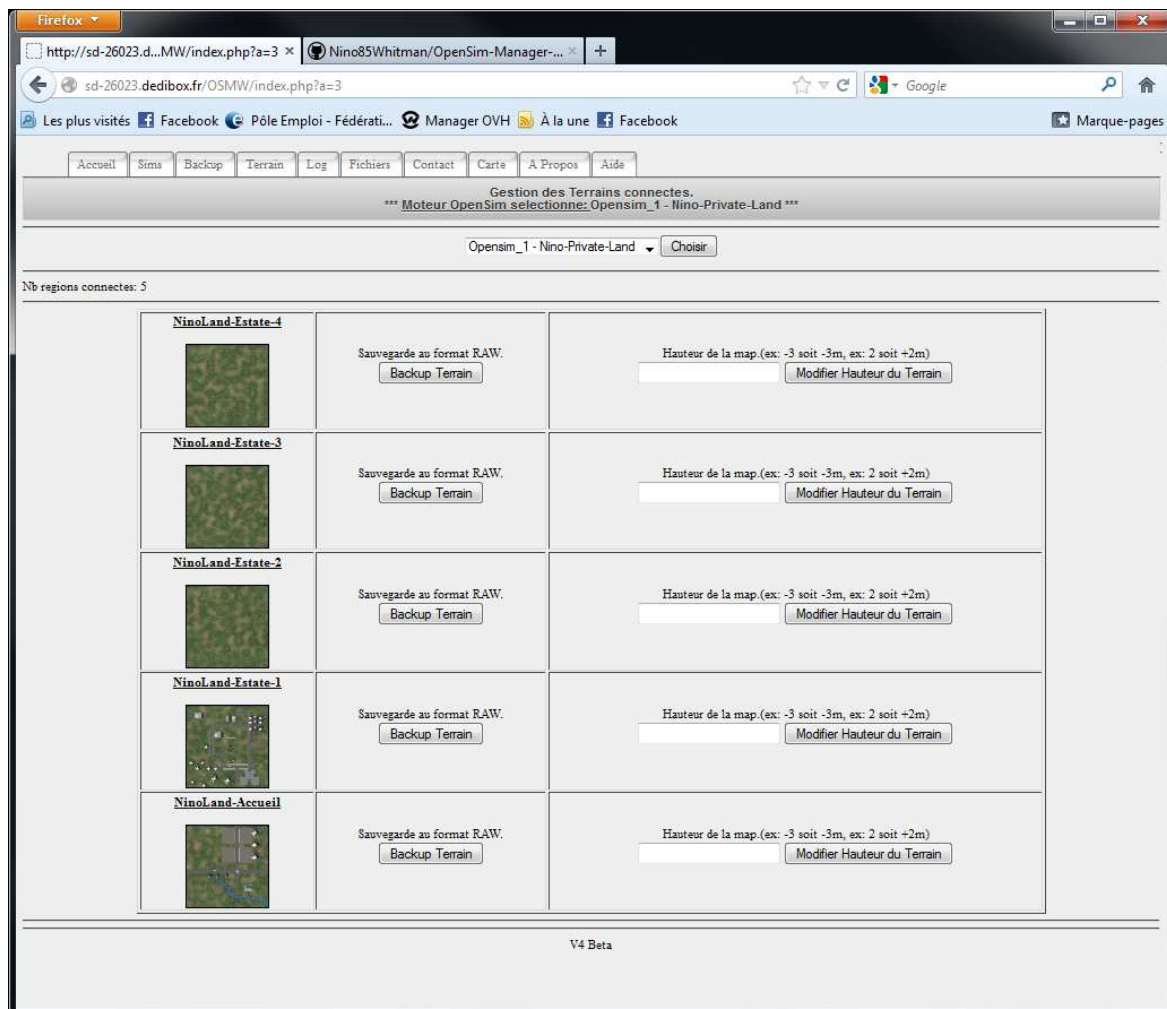 Firefox
http://sd-26023.d...MW/index.php?a=3
Nino85Whitman/OpenSim-Manager-...
sd-26023.dedibox.fr/OSMW/index.php?a=3
Google
Les plus visités Facebook Pôle Emploi - Fédérati... Manager OVH À la une Facebook Marque-pages
Accueil Sims Backup Terrain Log Fichiers Contact Carte A Propos Aide
Gestion des Terrains connectes.
*** Moteur OpenSim selectionne: Opensim_1 - Nino-Private-Land ***
Opensim_1 - Nino-Private-Land Choisir
Nb regions connectes: 5
NinoLand-Estate-4
Sauvegarde au format RAW. Hauteur de la map.(ex: -3 soit -3m, ex: 2 soit +2m)
Backup Terrain Modifier Hauteur du Terrain
NinoLand-Estate-3
Sauvegarde au format RAW. Hauteur de la map.(ex: -3 soit -3m, ex: 2 soit +2m)
Backup Terrain Modifier Hauteur du Terrain
NinoLand-Estate-2
Sauvegarde au format RAW. Hauteur de la map.(ex: -3 soit -3m, ex: 2 soit +2m)
Backup Terrain Modifier Hauteur du Terrain
NinoLand-Estate-1
Sauvegarde au format RAW. Hauteur de la map.(ex: -3 soit -3m, ex: 2 soit +2m)
Backup Terrain Modifier Hauteur du Terrain
NinoLand-Accueil
Sauvegarde au format RAW. Hauteur de la map.(ex: -3 soit -3m, ex: 2 soit +2m)
Backup Terrain Modifier Hauteur du Terrain
V4 Beta